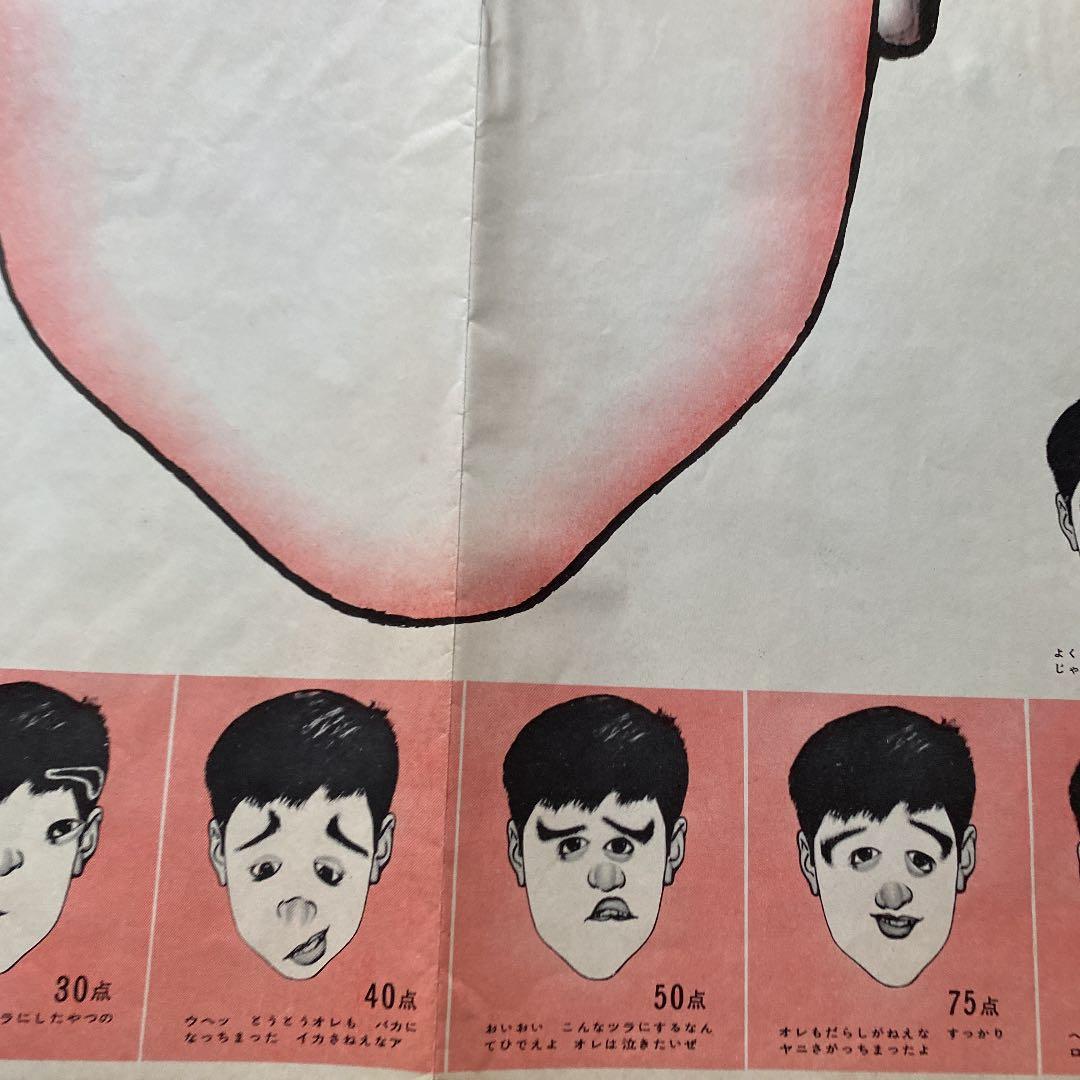 よく
じゃ
30点
ラにしたやつの
40点
ウヘッ とうとうオレも バカに
なっちまった イカさねえなア
50点
おいおい こんなツラにするなん
てひでえよ オレは泣きたいぜ
75点
オレもだらしがねえな すっかり
ヤニさがっちまったよ
ヘ
ロ